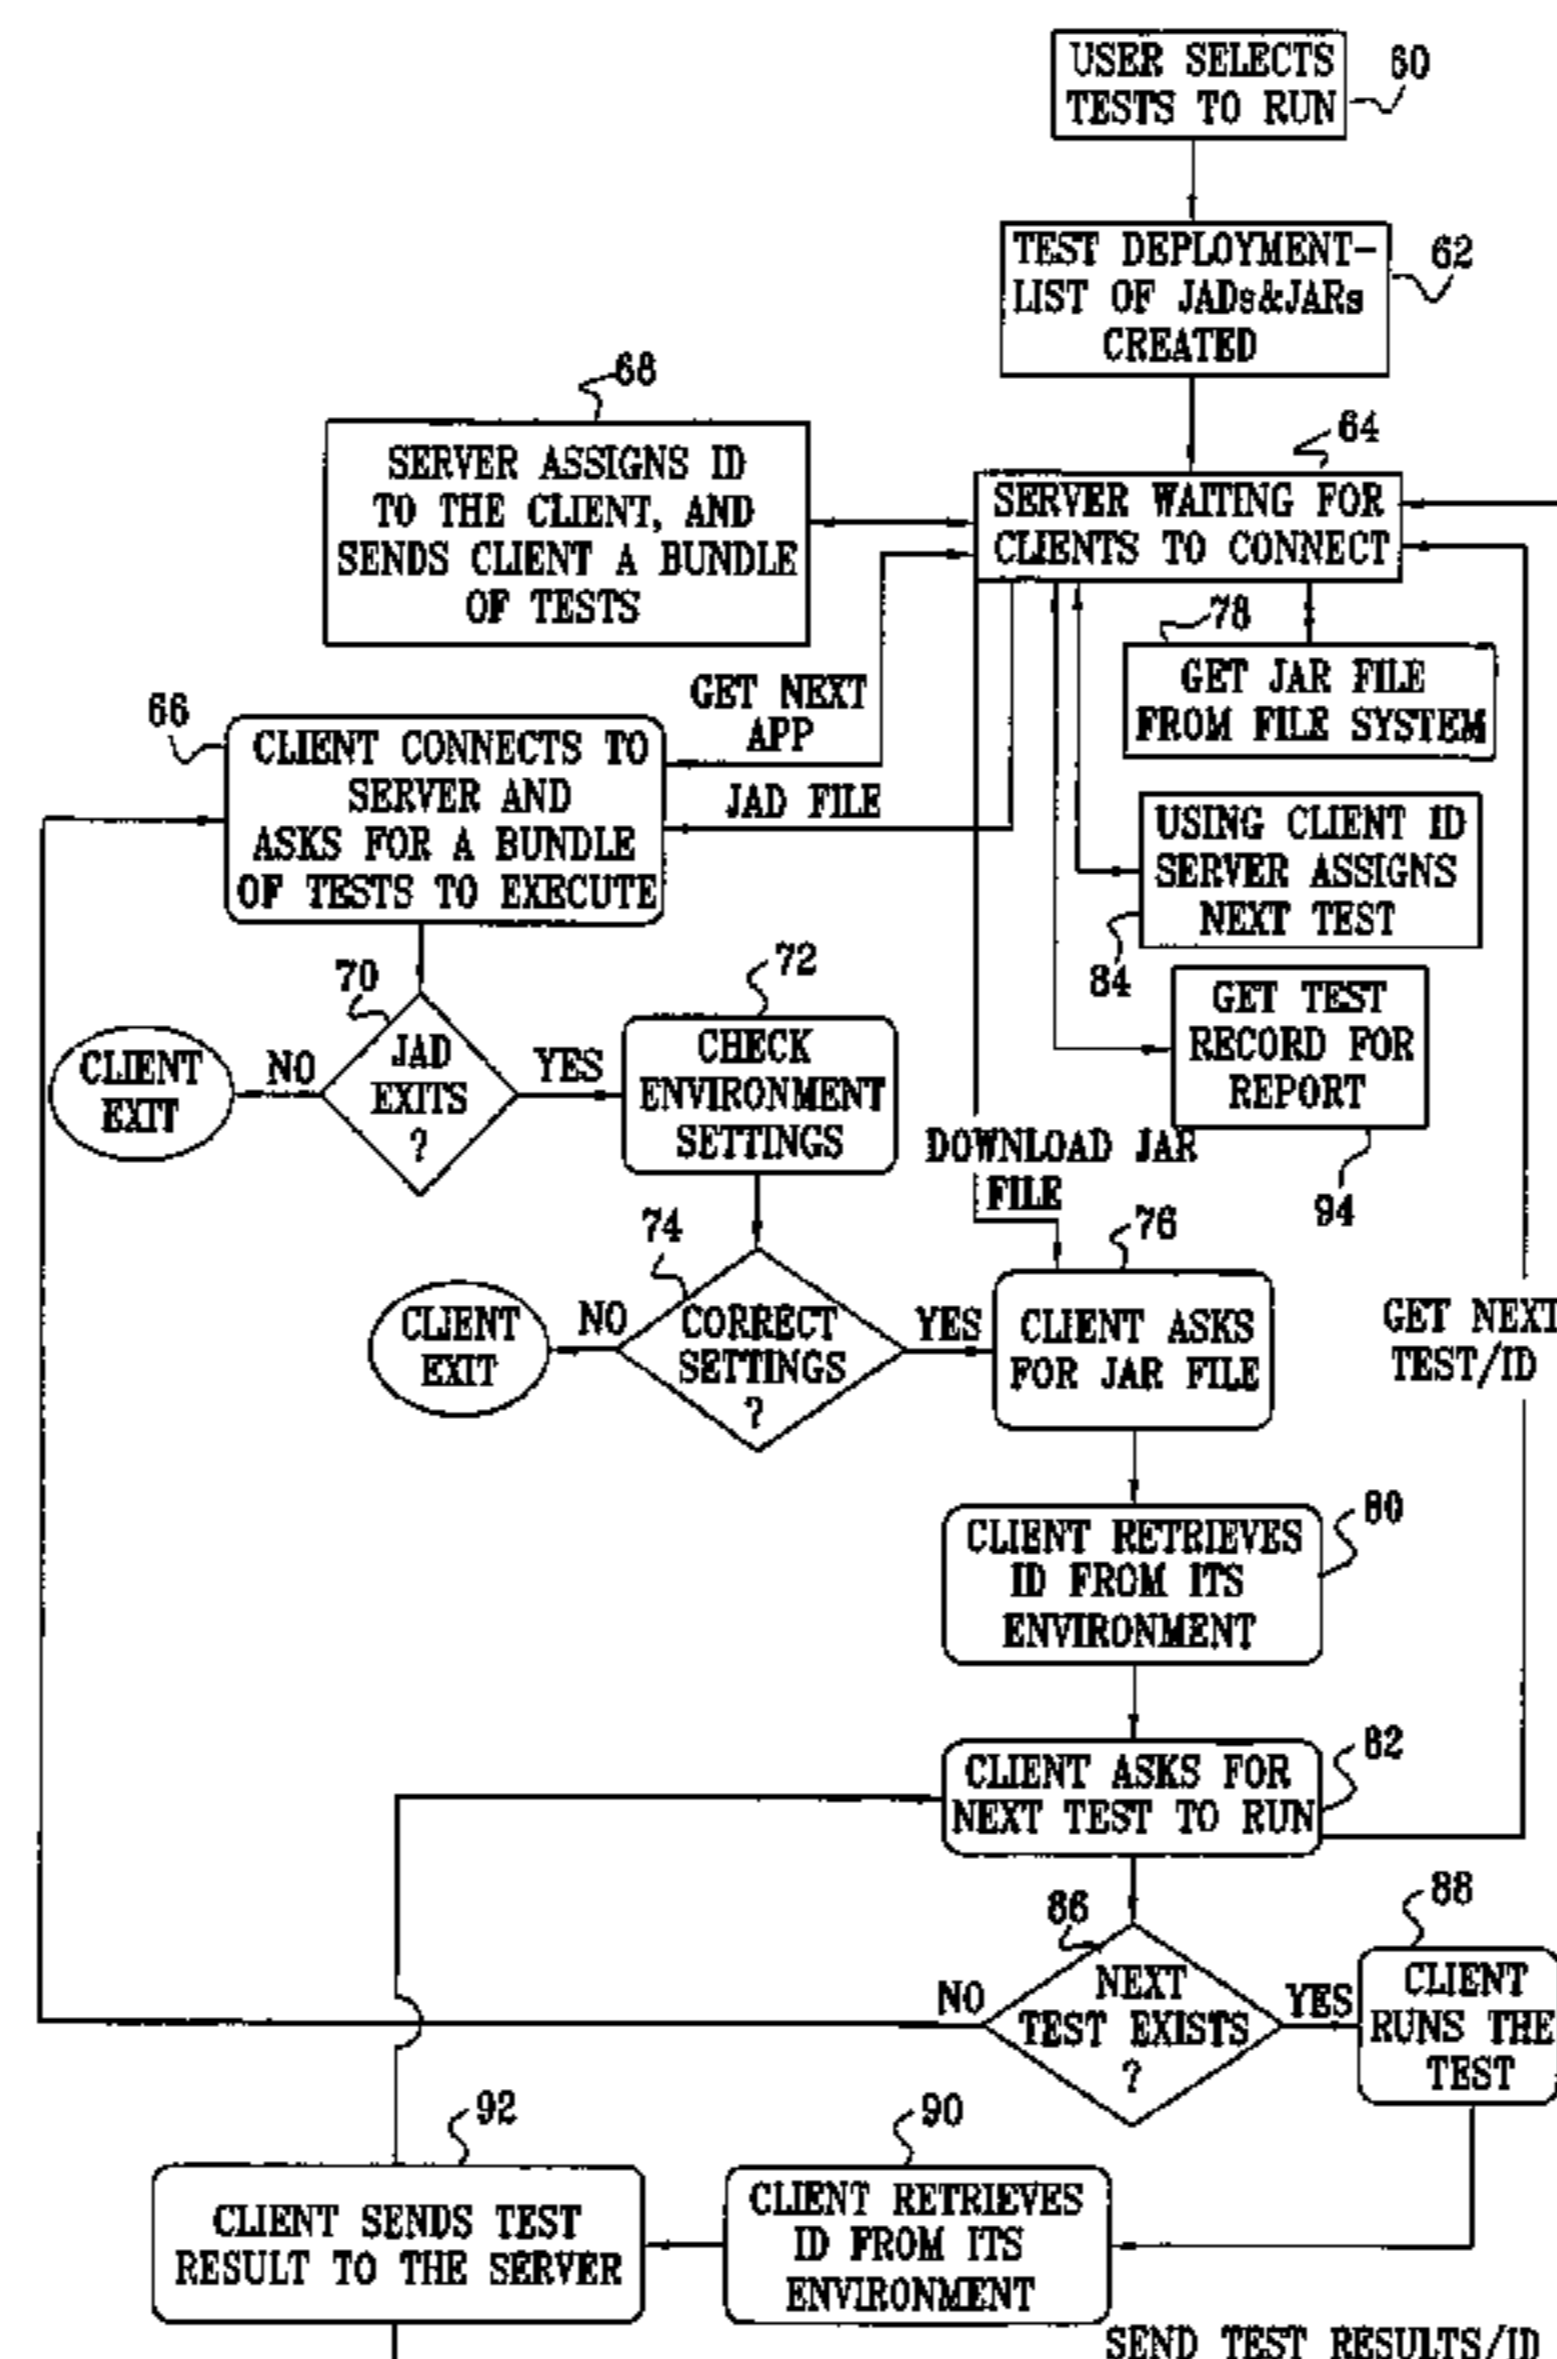 USER SELECTS
TESTS TO RUN
60
TEST DEPLOYMENT-
LIST OF JADs&JARs
CREATED
62
68
SERVER ASSIGNS ID
TO THE CLIENT, AND
SENDS CLIENT A BUNDLE
OF TESTS
64
SERVER WAITING FOR
CLIENTS TO CONNECT
78
GET JAR FILE
FROM FILE SYSTEM
66
CLIENT CONNECTS TO
SERVER AND
ASKS FOR A BUNDLE
OF TESTS TO EXECUTE
GET NEXT
APP
JAD FILE
USING CLIENT ID
SERVER ASSIGNS
NEXT TEST
84
GET TEST
RECORD FOR
REPORT
94
70
JAD
EXITS
?
NO
CLIENT
EXIT
YES
72
CHECK
ENVIRONMENT
SETTINGS
DOWNLOAD JAR
FILE
74
CORRECT
SETTINGS
?
NO
CLIENT
EXIT
YES
76
CLIENT ASKS
FOR JAR FILE
GET NEXT
TEST/ID
80
CLIENT RETRIEVES
ID FROM ITS
ENVIRONMENT
82
CLIENT ASKS FOR
NEXT TEST TO RUN
86
NEXT
TEST EXISTS
?
NO
YES
88
CLIENT
RUNS THE
TEST
92
CLIENT SENDS TEST
RESULT TO THE SERVER
90
CLIENT RETRIEVES
ID FROM ITS
ENVIRONMENT
SEND TEST RESULTS/ID